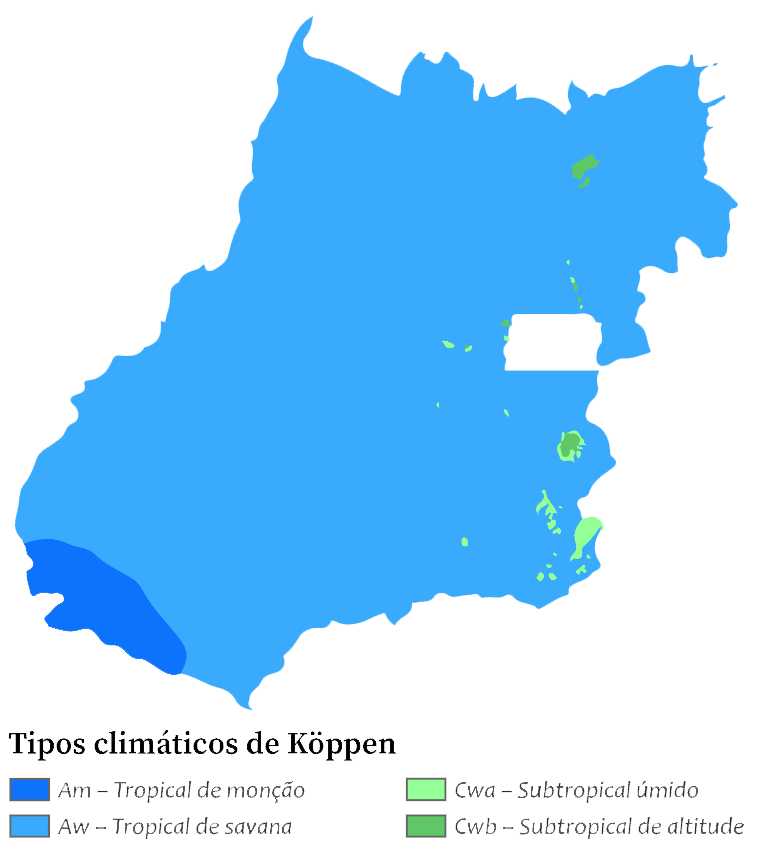 Tipos climáticos de Köppen
Am – Tropical de monção
Aw – Tropical de savana
Cwa – Subtropical úmido
Cwb – Subtropical de altitude